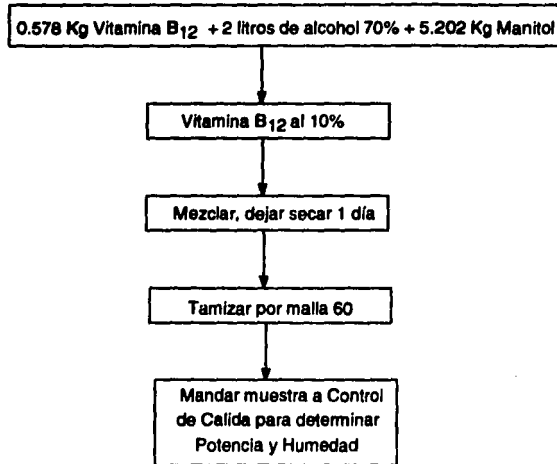 0.578 Kg Vitamina B12 + 2 litros de alcohol 70% + 5.202 Kg Manitol
Vitamina B12 al 10%
Mezclar, dejar secar 1 día
Tamizar por malla 60
Mandar muestra a Control
de Calida para determinar
Potencia y Humedad